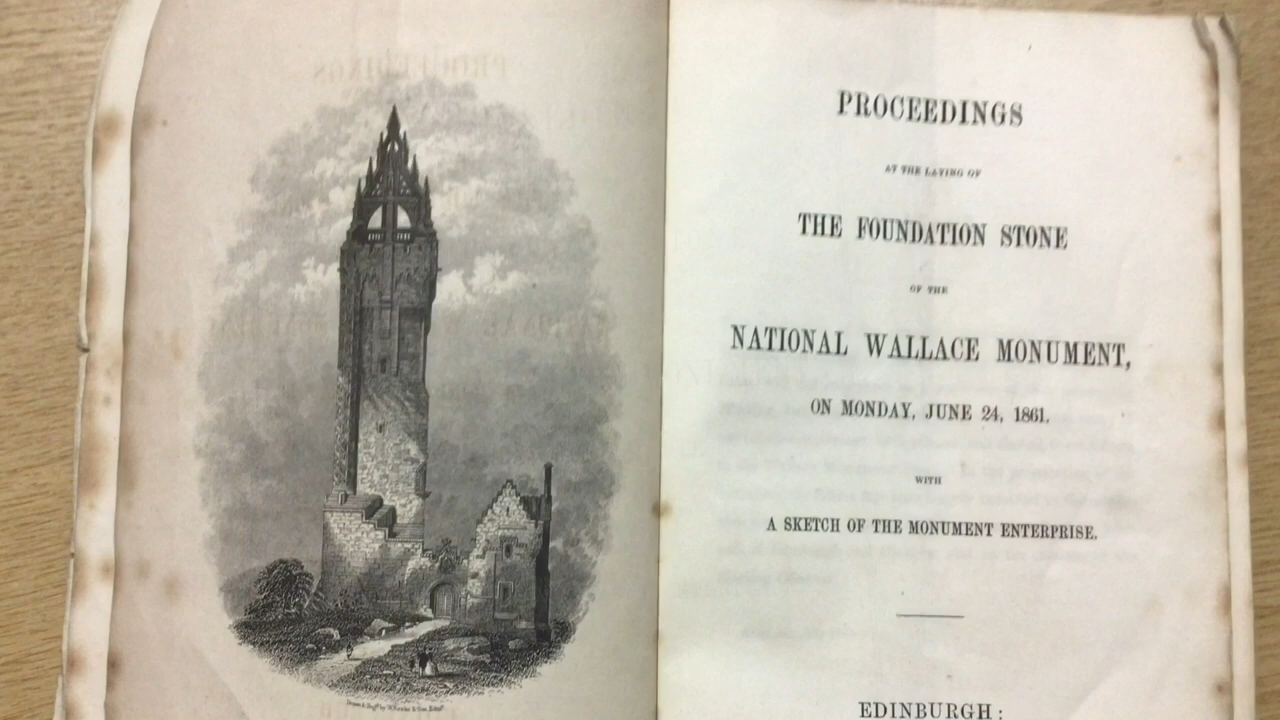 PROCEEDINGS
AT THE LAYING OF
THE FOUNDATION STONE
OF THE
NATIONAL WALLACE MONUMENT,
ON MONDAY, JUNE 24, 1861.
WITH
A SKETCH OF THE MONUMENT ENTERPRISE.
EDINBURGH: